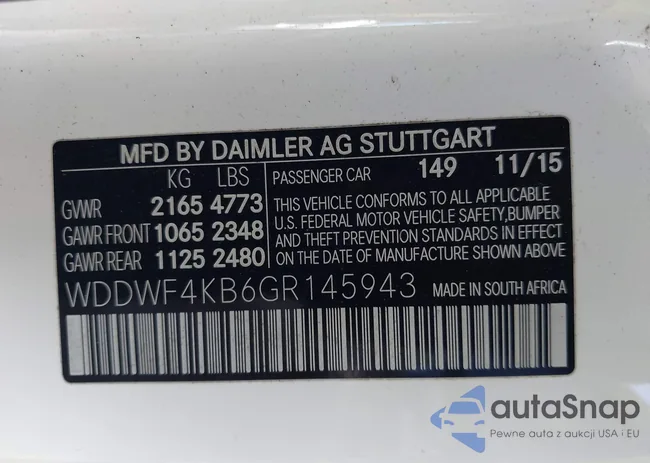 MFD BY DAIMLER AG STUTTGART
KG LBS PASSENGER CAR 149 11/15
GVWR 2165 4773
GAWR FRONT 1065 2348
GAWR REAR 1125 2480
THIS VEHICLE CONFORMS TO ALL APPLICABLE
U.S. FEDERAL MOTOR VEHICLE SAFETY,BUMPER
AND THEFT PREVENTION STANDARDS IN EFFECT
ON THE DATE OF MANUFACTURE SHOWN ABOVE.
WDDWF4KB6GR145943 MADE IN SOUTH AFRICA
autaSnap
Pewne auta z aukcji USA i EU